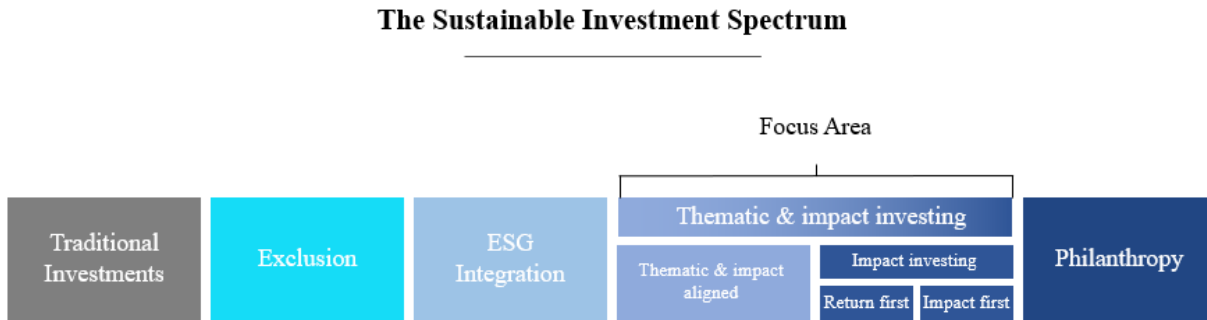 The Sustainable Investment Spectrum
Focus Area
Traditional
Investments
Exclusion
ESG
Integration
Thematic & impact investing
Thematic & impact
aligned
Impact investing
Return first
Impact first
Philanthropy